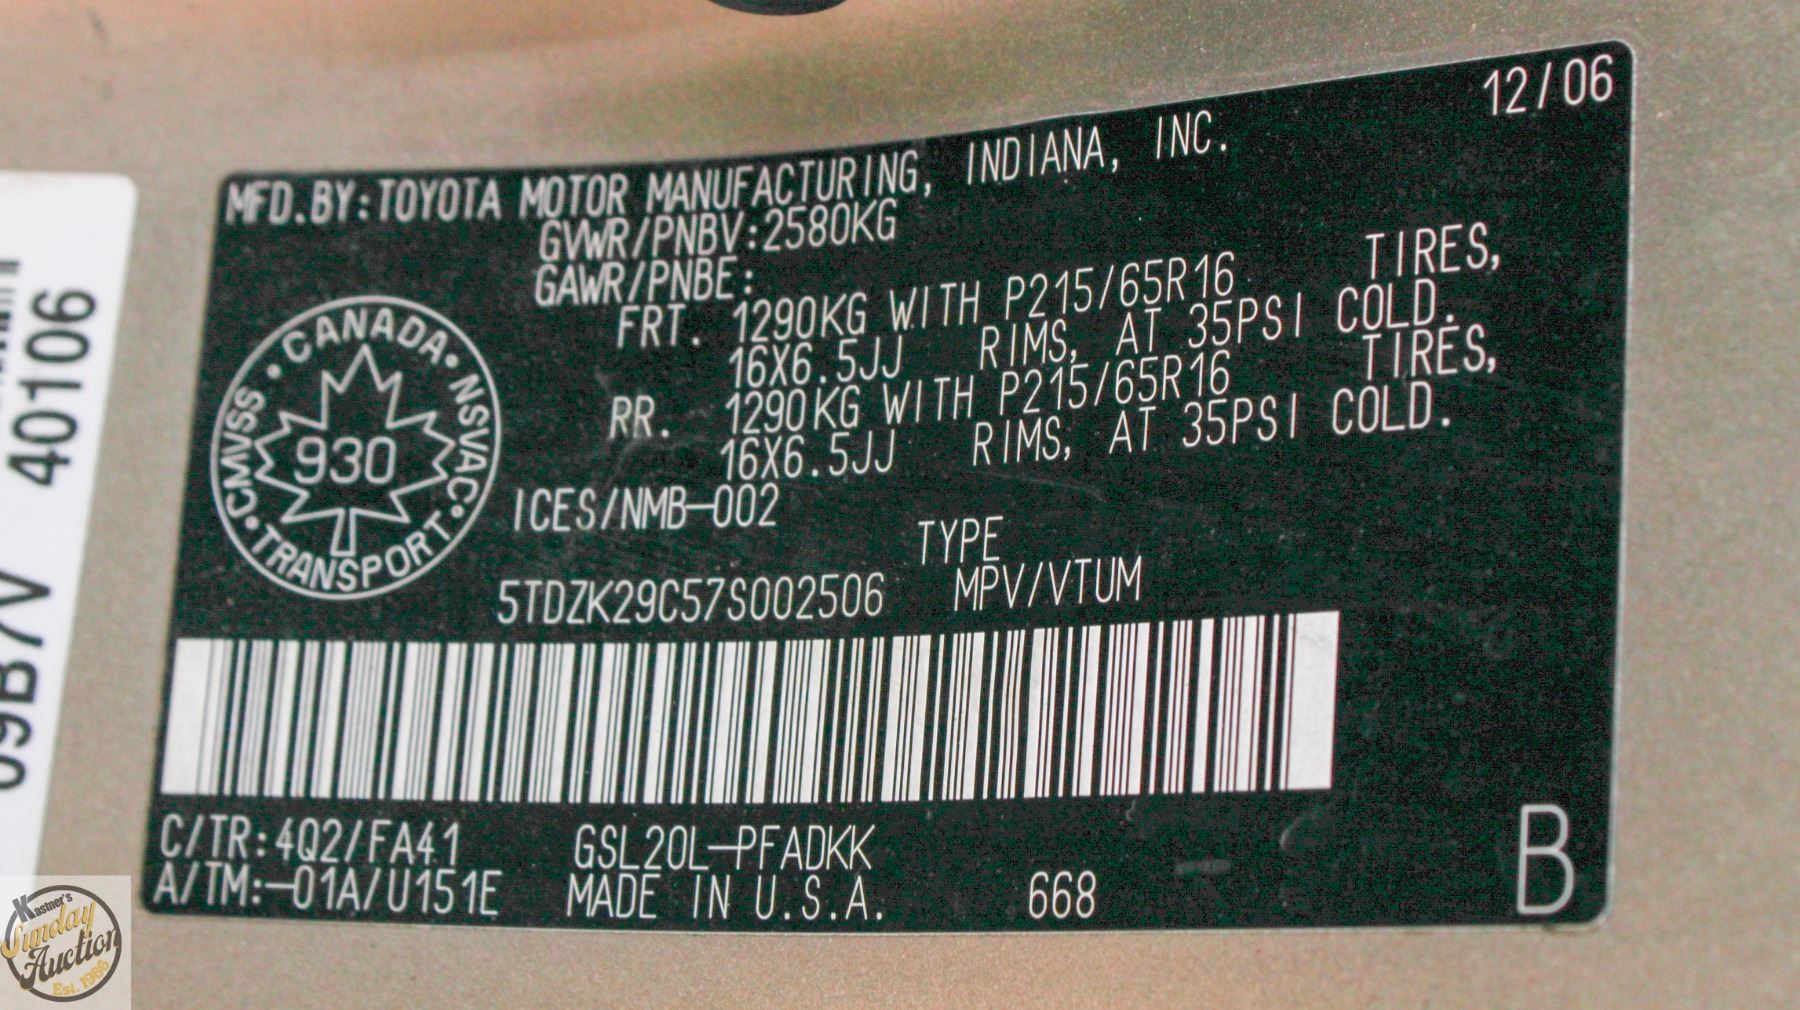 12/06
MFD.BY:TOYOTA MOTOR MANUFACTURING, INDIANA, INC.
GVWR/PNBV:2580KG
GAWR/PNBE:
FRT. 1290KG WITH P215/65R16 TIRES,
16X6.5JJ RIMS, AT 35PSI COLD.
RR. 1290KG WITH P215/65R16 TIRES,
16X6.5JJ RIMS, AT 35PSI COLD.
CANADA • NSVAC • TRANSPORT • CMVSS •
930
ICES/NMB-002
TYPE
5TDZK29C57S002506 MPV/VTUM
C/TR:4Q2/FA41 GSL20L-PFADKK
A/TM:-01A/U151E MADE IN U.S.A. 668
B
40106
Kastner's
Sunday
Auction
Est. 1986